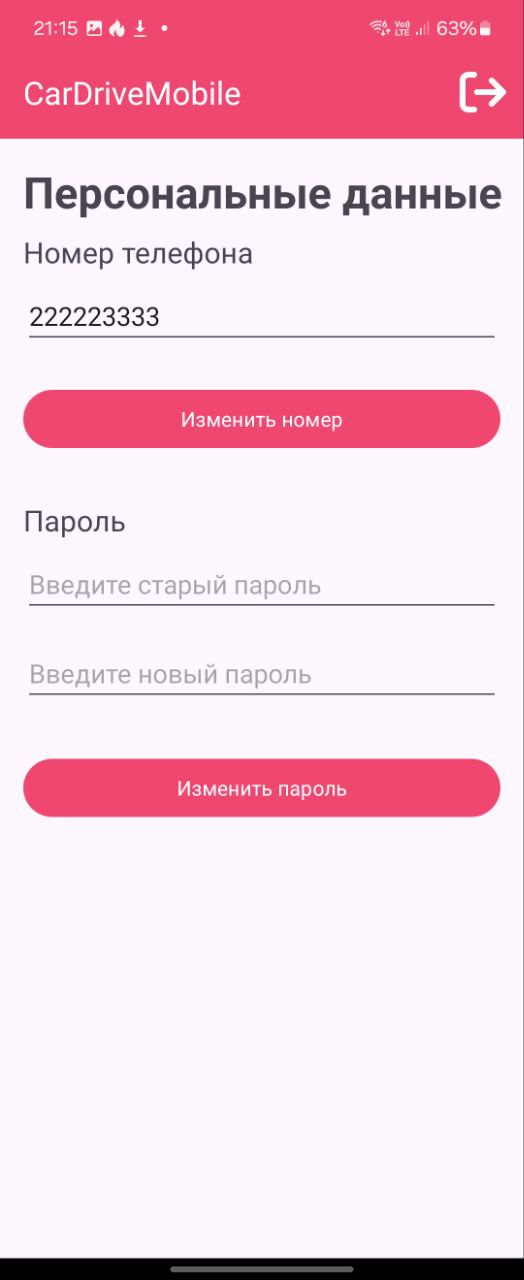 21:15 63%
CarDriveMobile
Персональные данные
Номер телефона
222223333
Изменить номер
Пароль
Введите старый пароль
Введите новый пароль
Изменить пароль